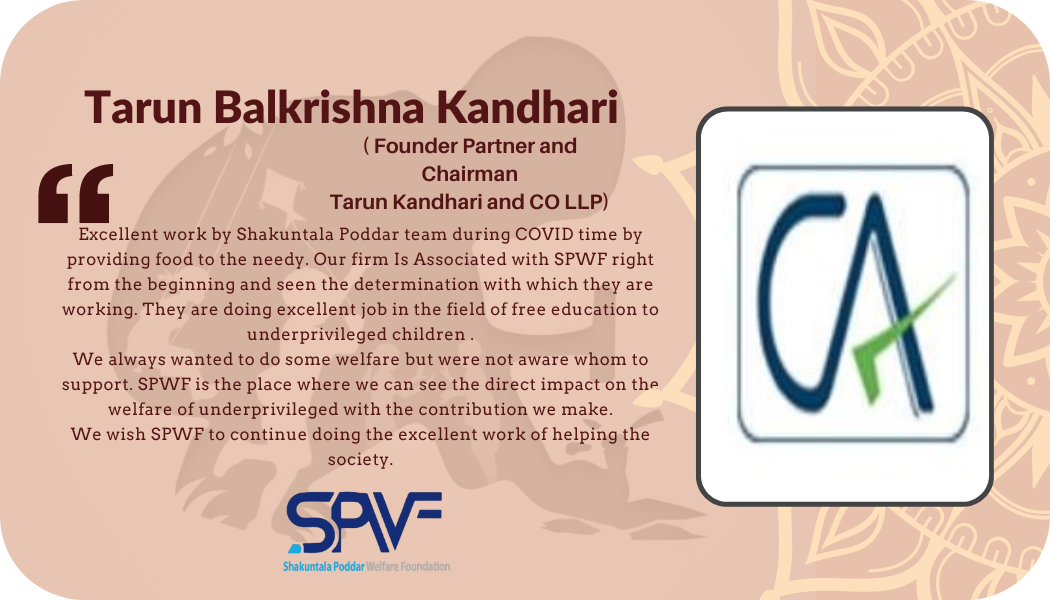 Tarun Balkrishna Kandhari
( Founder Partner and
Chairman
Tarun Kandhari and CO LLP)
“
Excellent work by Shakuntala Poddar team during COVID time by
providing food to the needy. Our firm Is Associated with SPWF right
from the beginning and seen the determination with which they are
working. They are doing excellent job in the field of free education to
underprivileged children .
We always wanted to do some welfare but were not aware whom to
support. SPWF is the place where we can see the direct impact on the
welfare of underprivileged with the contribution we make.
We wish SPWF to continue doing the excellent work of helping the
society.
CA
SPWF
Shakuntala Poddar Welfare Foundation